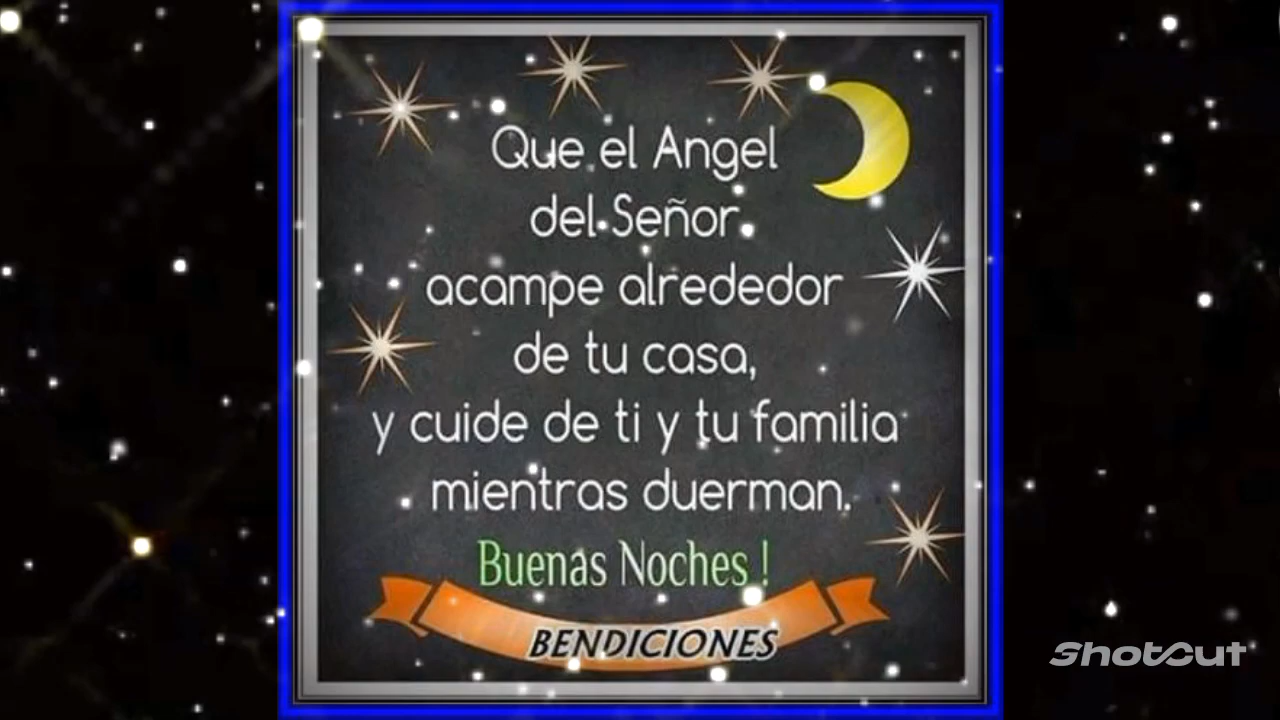 Que el Angel
del Señor
acampe alrededor
de tu casa,
y cuide de ti y tu familia
mientras duerman.
Buenas Noches !
BENDICIONES
ShotCut